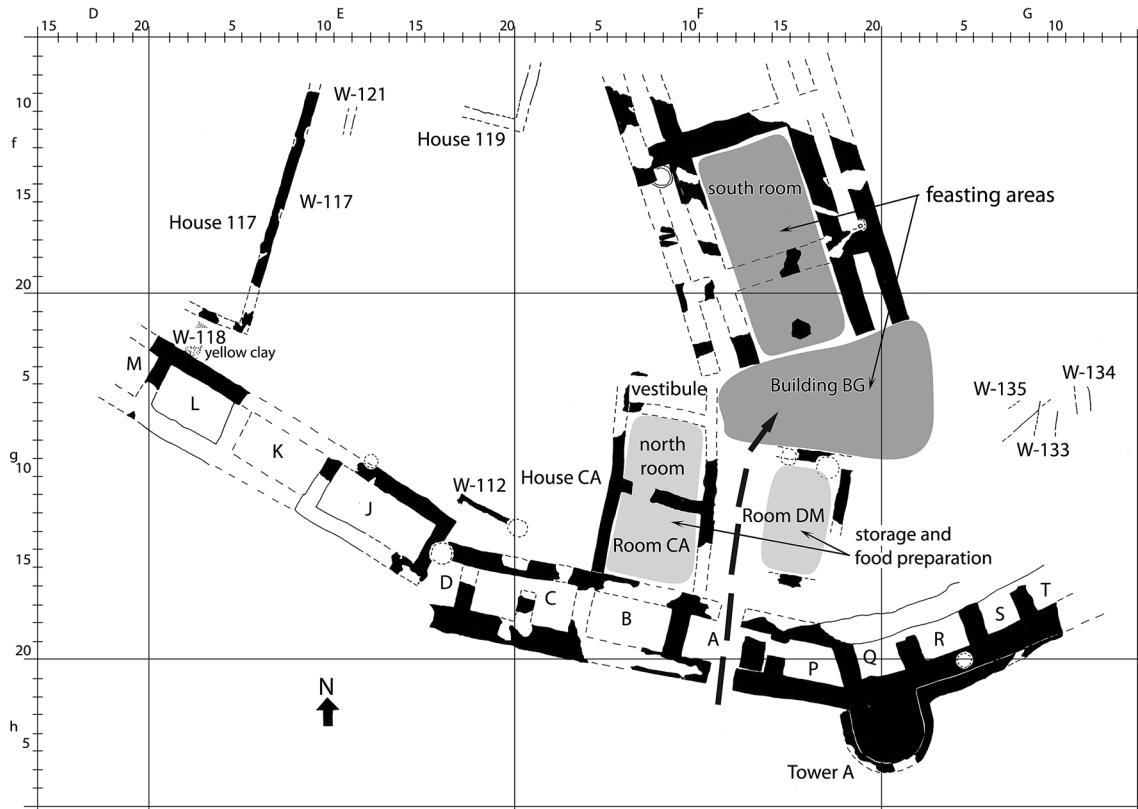 D E F G
15 20 5 10 15 20 5 10 15 20 5 10
10
f
15
20
5
g
10
15
20
h
5
W-121
House 119
W-117
House 117
south room
feasting areas
W-118
yellow clay
M
L
K
J
vestibule
Building BG
W-134
W-135
W-133
north
room
House CA
W-112
Room DM
Room CA
storage and
food preparation
D
C
B
A
P
Q
R
S
T
N
Tower A